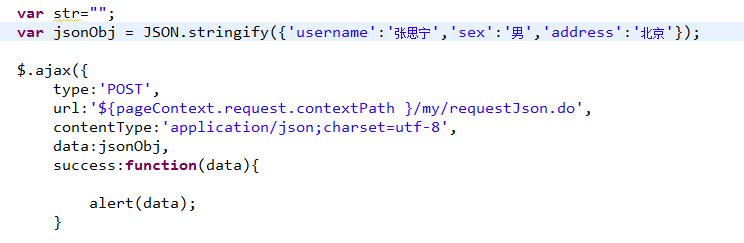 var str="";
var jsonObj = JSON.stringify({'username':'张思宁','sex':'男','address':'北京'});
$.ajax({
type:'POST',
url:'${pageContext.request.contextPath }/my/requestJson.do',
contentType:'application/json;charset=utf-8',
data:jsonObj,
success:function(data){
alert(data);
}